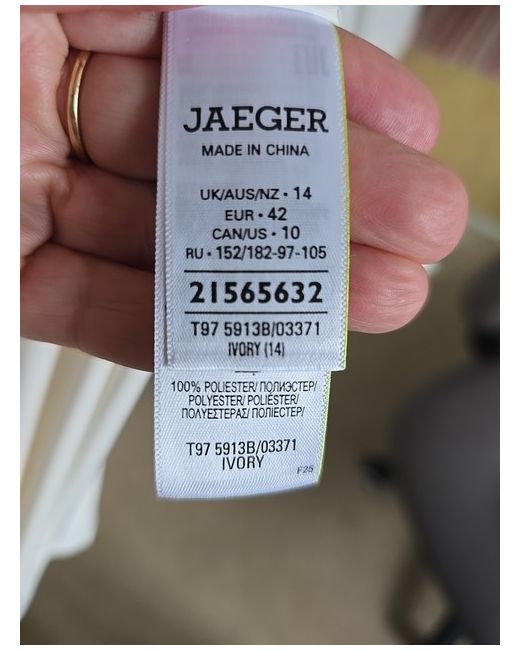 JAEGER
MADE IN CHINA
UK/AUS/NZ • 14
EUR • 42
CAN/US • 10
RU • 152/182-97-105
21565632
T97 5913B/03371
IVORY (14)
100% POLIESTER/ ПОЛИЭСТЕР/
POLYESTER/ POLIÉSTER/
ΠΟΛΥΕΣΤΕΡΑΣ/ ПОЛІЕСТЕР/
T97 5913B/03371
IVORY
F25